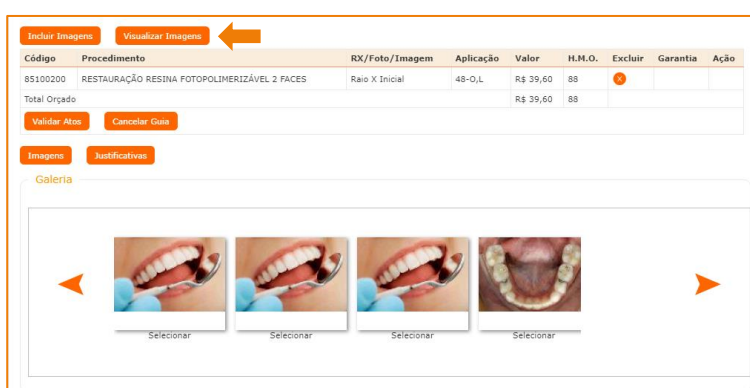 Incluir Imagens Visualizar Imagens
Código Procedimento RX/Foto/Imagem Aplicação Valor H.M.O. Excluir Garantia Ação
85100200 RESTAURAÇÃO RESINA FOTOPOLIMERIZÁVEL 2 FACES Raio X Inicial 48-O,L R$ 39,60 88 X
Total Orçado R$ 39,60 88
Validar Atos Cancelar Guia
Imagens Justificativas
Galeria
Selecionar Selecionar Selecionar Selecionar